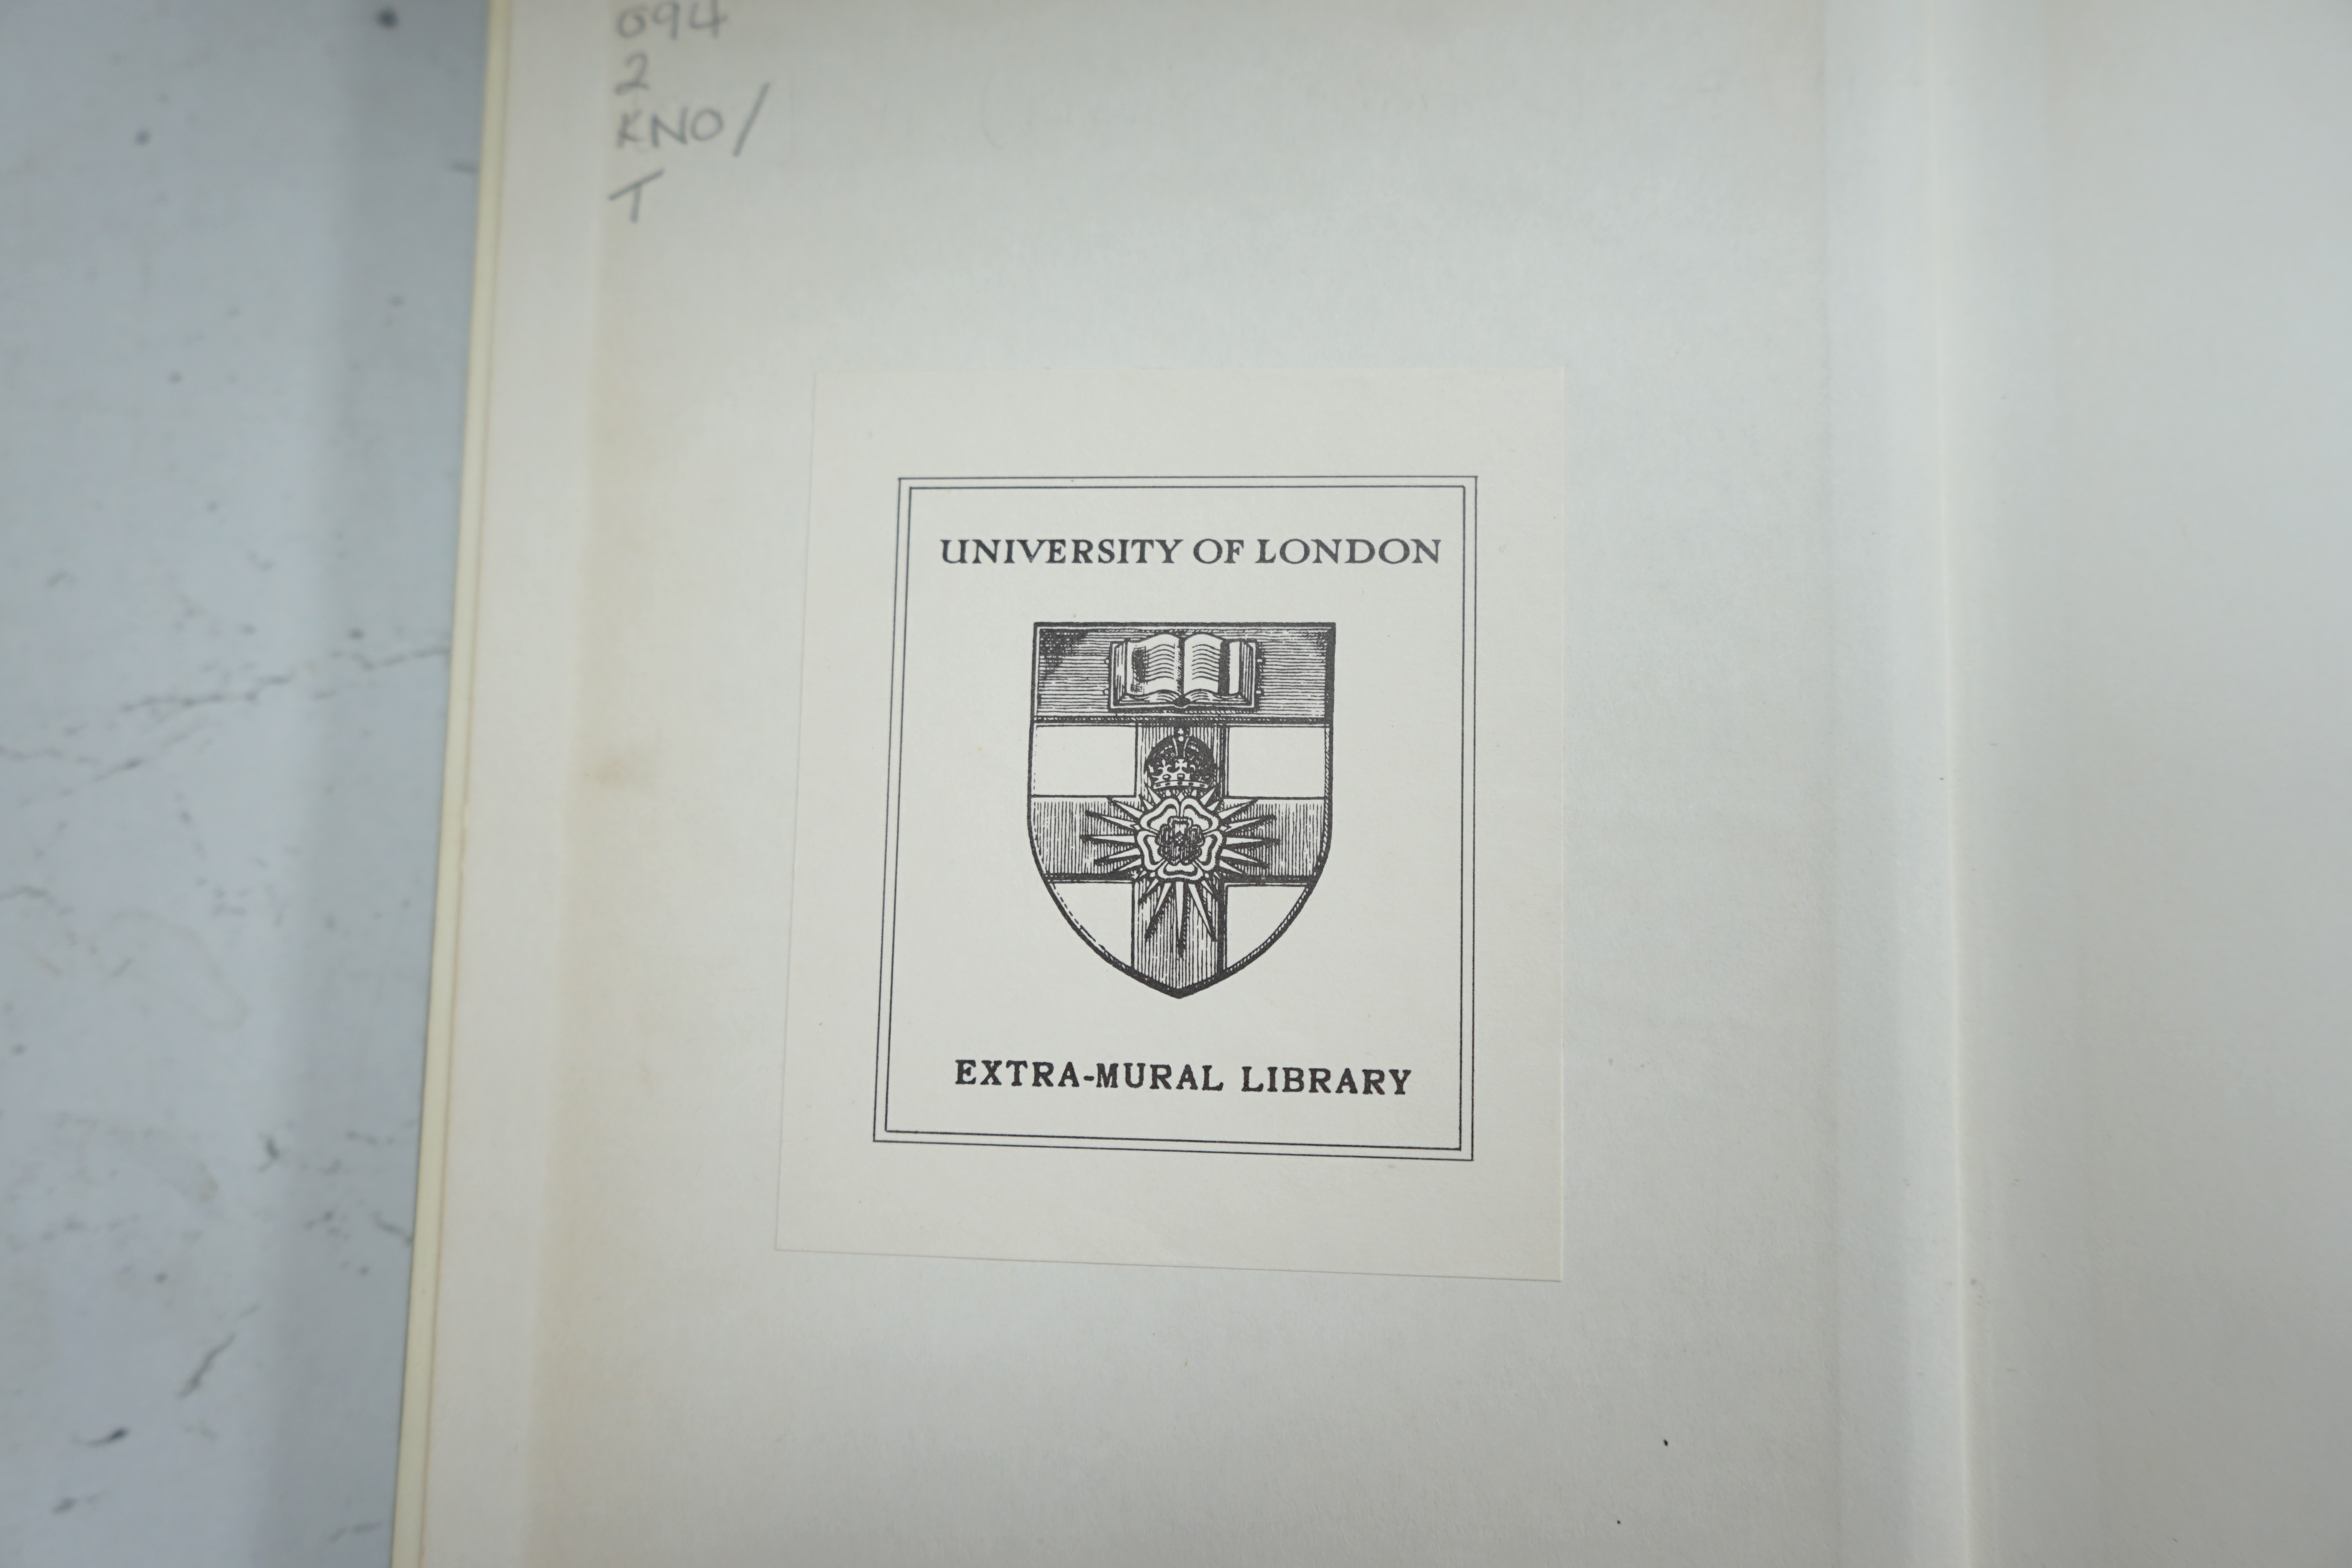 094
2
KNO/
T
UNIVERSITY OF LONDON
EXTRA-MURAL LIBRARY